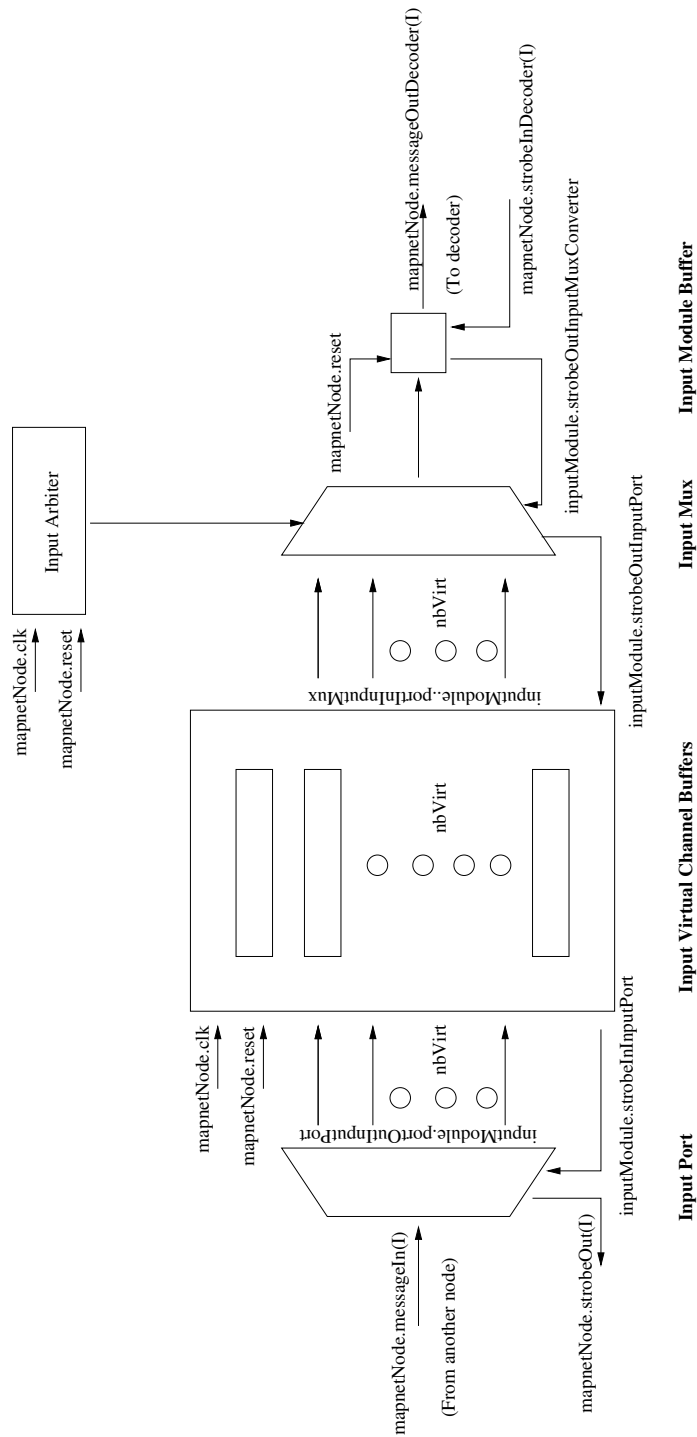 mapnetNode.clk
mapnetNode.reset
Input Arbiter
mapnetNode.messageIn(I)
(From another node)
mapnetNode.strobeOut(I)
inputModule.portOutInputPort
nbVirt
inputModule.strobeInInputPort
mapnetNode.clk
mapnetNode.reset
nbVirt
inputModule..portInInputMux
nbVirt
inputModule.strobeOutInputPort
mapnetNode.reset
inputModule.strobeOutInputMuxConverter
mapnetNode.messageOutDecoder(I)
(To decoder)
mapnetNode.strobeInDecoder(I)
Input Port
Input Virtual Channel Buffers
Input Mux
Input Module Buffer